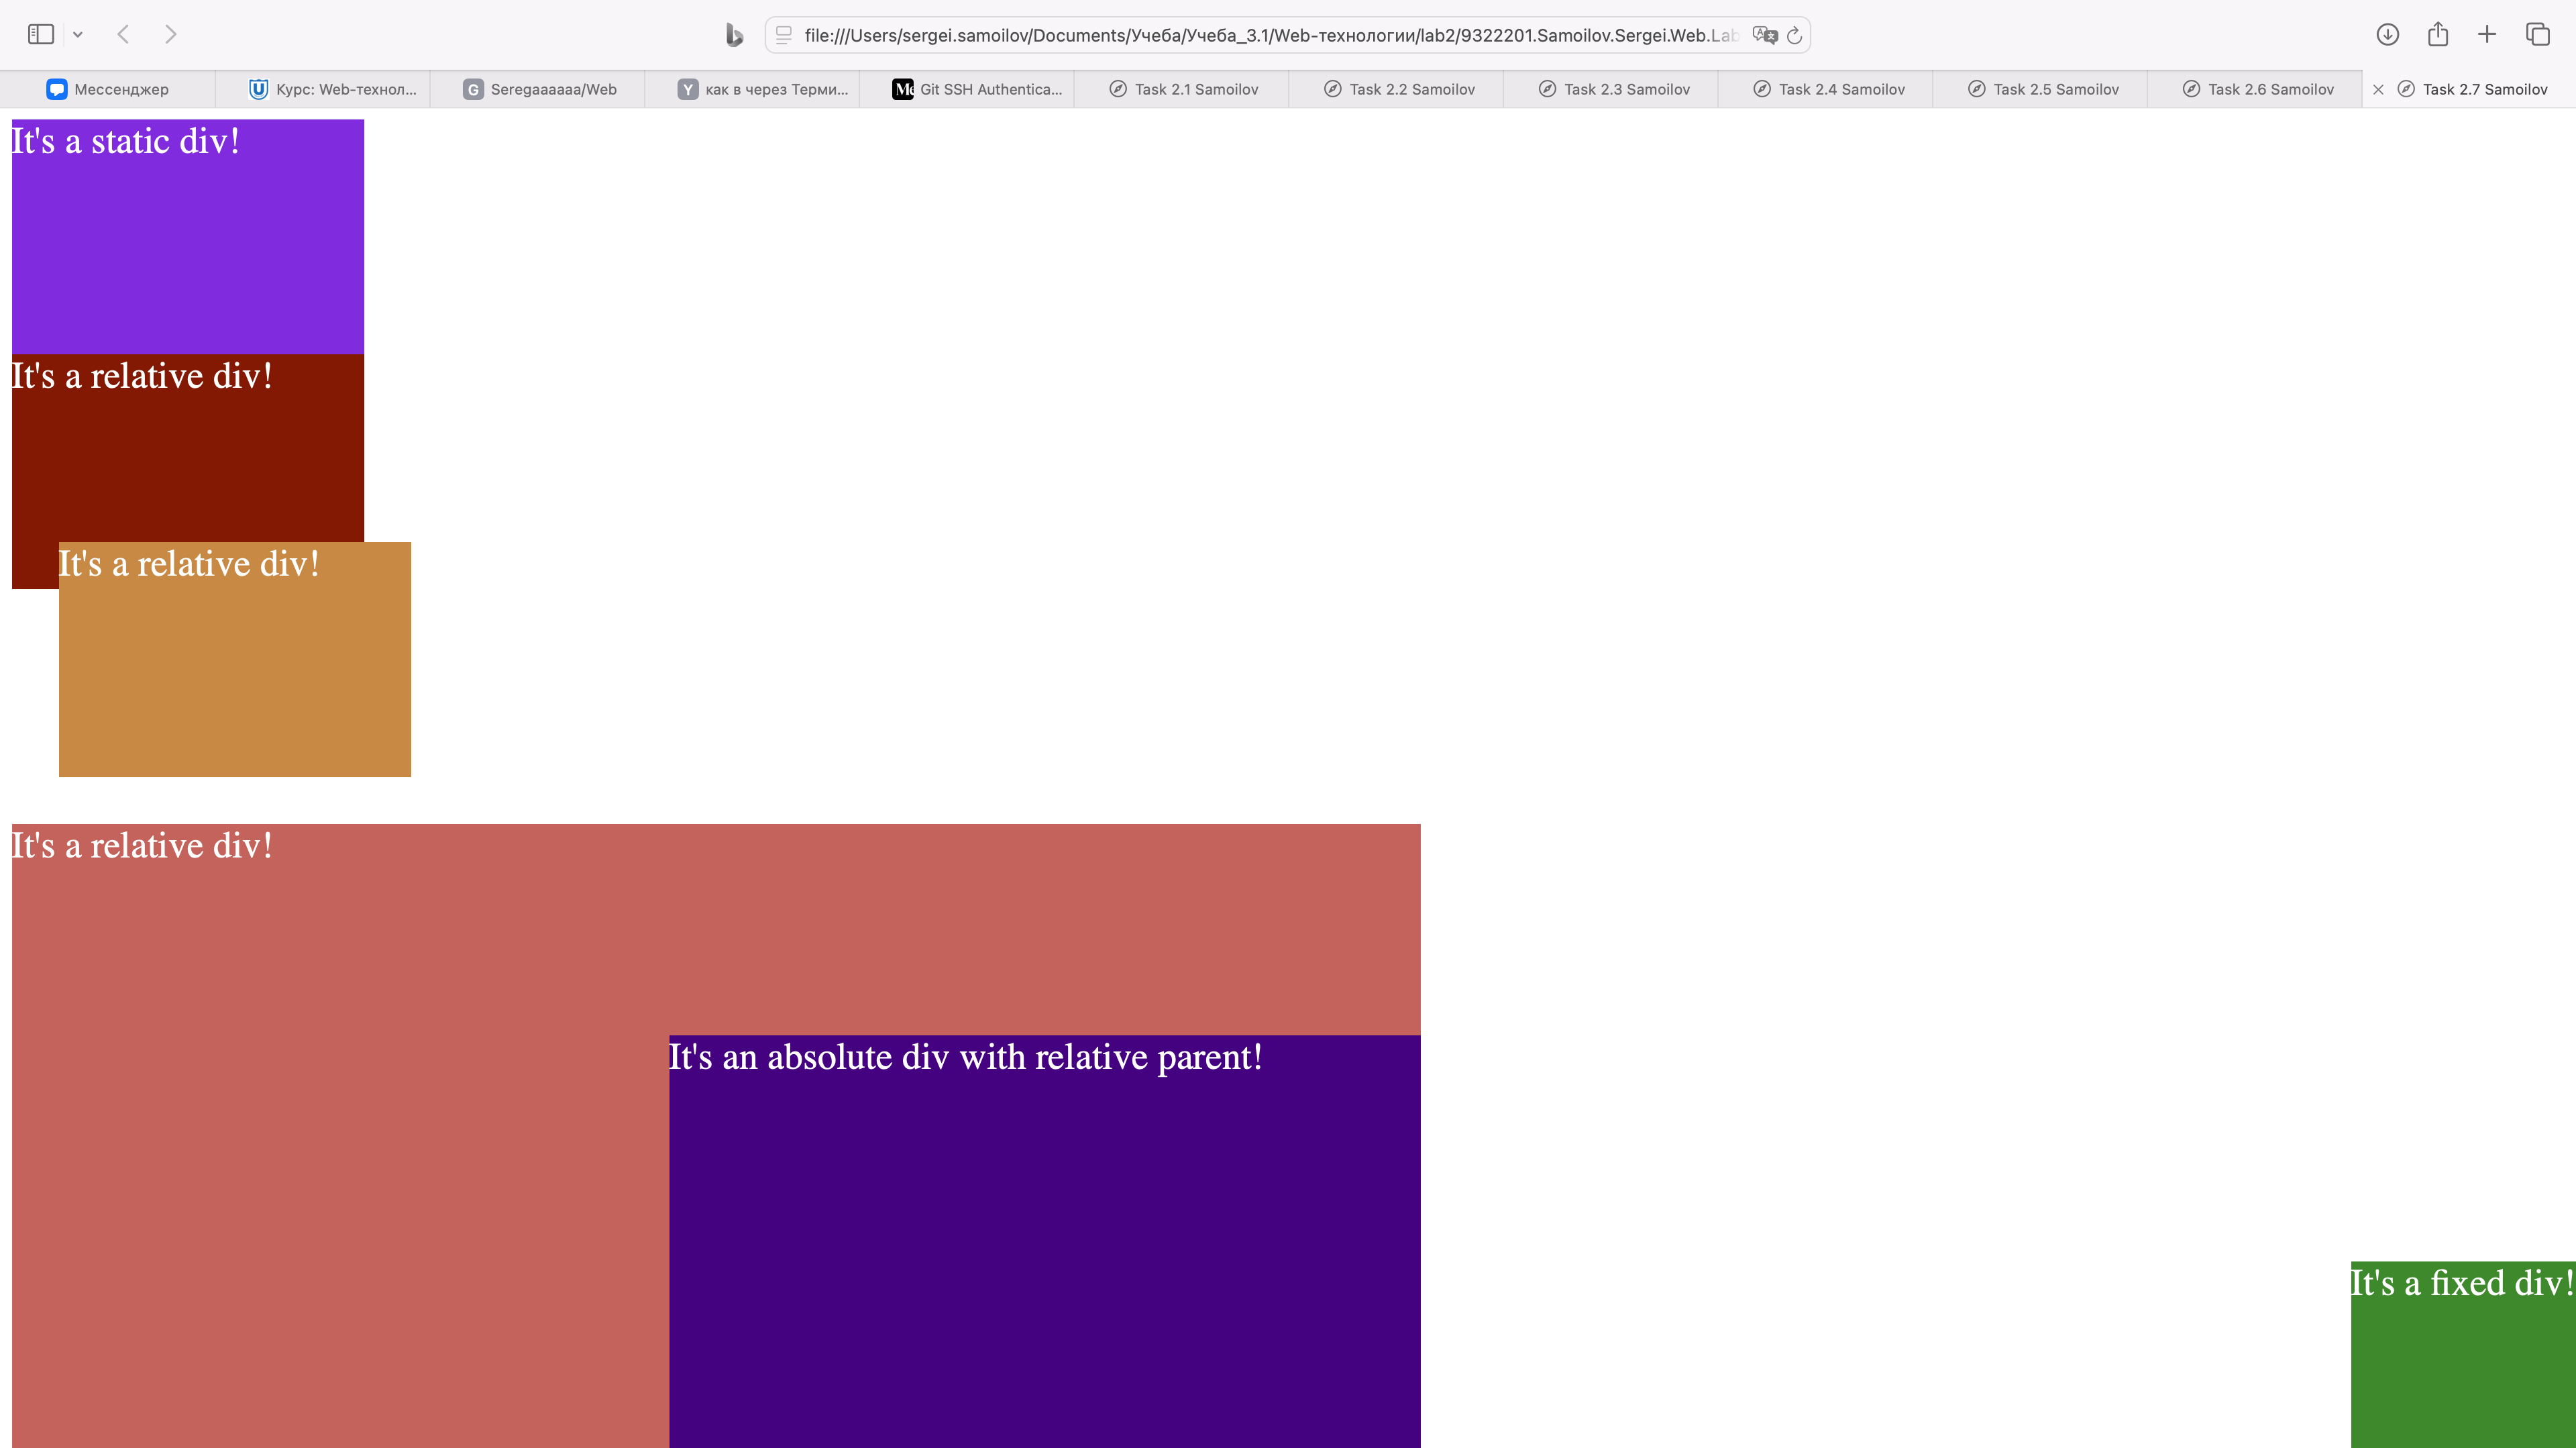 file:///Users/sergei.samoilov/Documents/Учеба/Учеба_3.1/Web-технологии/lab2/9322201.Samoilov.Sergei.Web.Lab
Мессенджер
Курс: Web-технол...
G Seregaaaaaa/Web
Y как в через Терми...
Git SSH Authentica...
Task 2.1 Samoilov
Task 2.2 Samoilov
Task 2.3 Samoilov
Task 2.4 Samoilov
Task 2.5 Samoilov
Task 2.6 Samoilov
Task 2.7 Samoilov
It's a static div!
It's a relative div!
It's a relative div!
It's a relative div!
It's an absolute div with relative parent!
It's a fixed div!